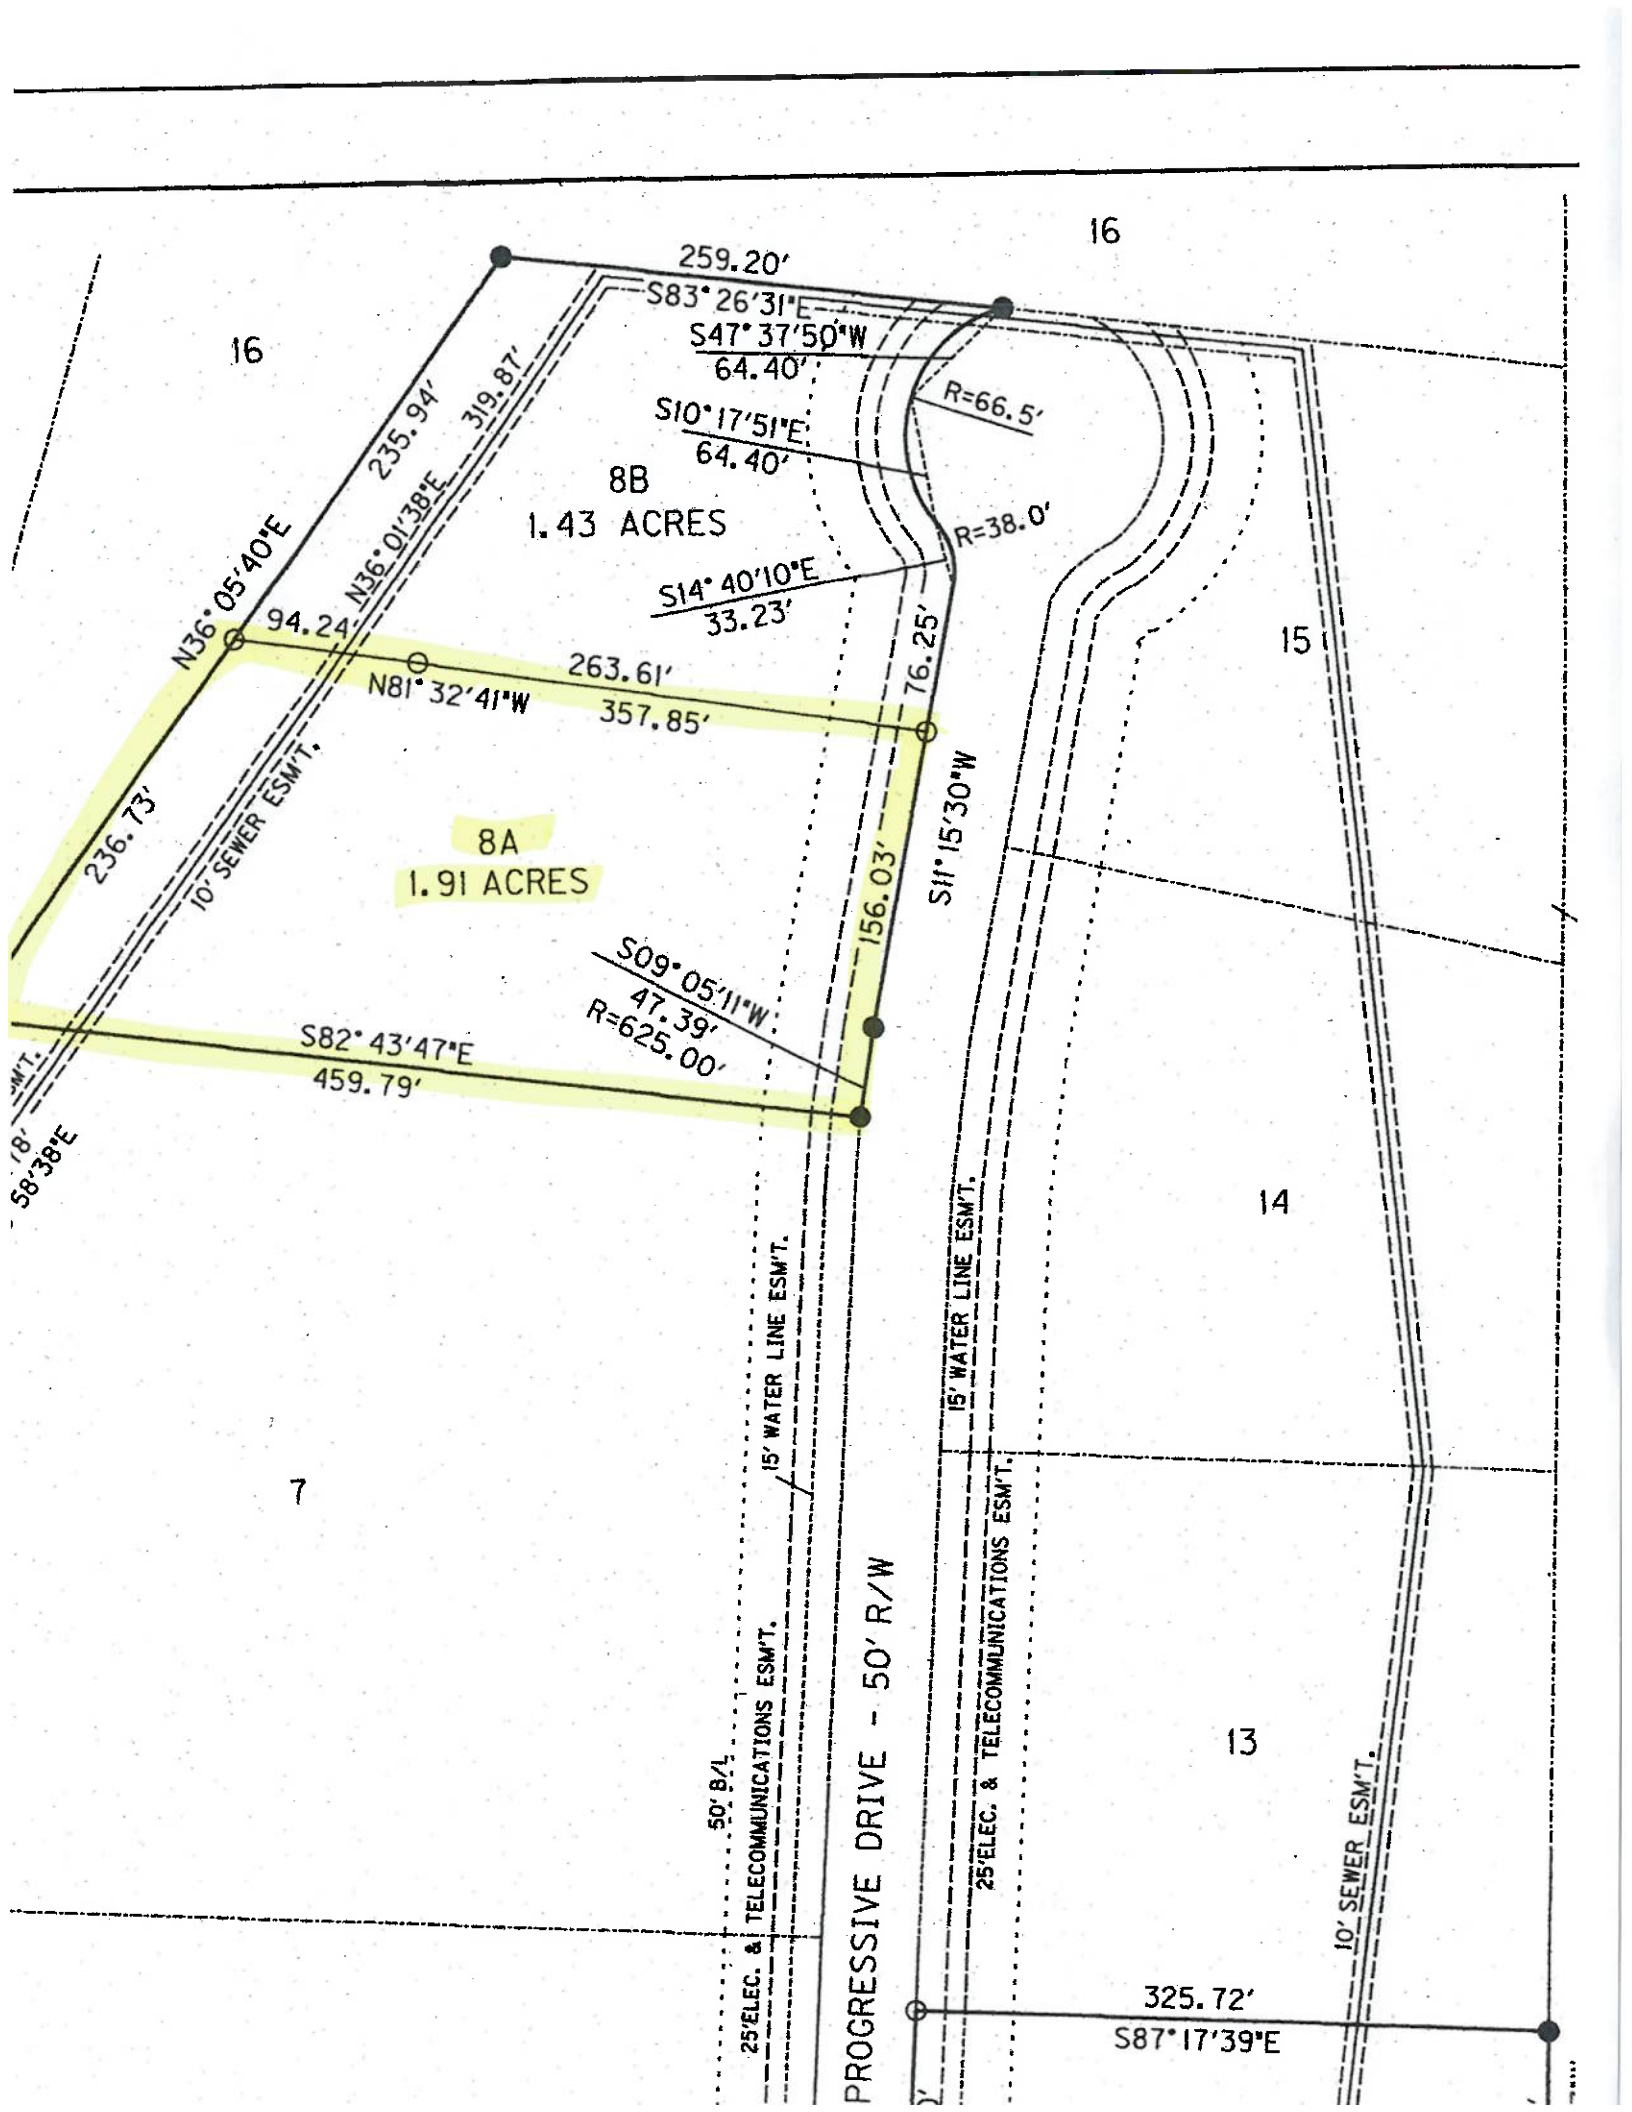 16
259.20'
S83°26'31"E
S47°37'50"W
64.40'
16
235.94'
319.87'
R=66.5'
S10°17'51"E
64.40'
8B
1.43 ACRES
R=38.0'
N36°01'38"E
N36°05'40"E
S14°40'10"E
33.23'
94.24'
76.25'
15
263.61'
N81°32'41"W
357.85'
S11°15'30"W
236.73'
10' SEWER ESM'T.
8A
1.91 ACRES
156.03'
S09°05'11"W
47.39'
R=625.00'
S82°43'47"E
459.79'
58'38"E
14
15' WATER LINE ESM'T.
15' WATER LINE ESM'T.
7
25' ELEC. & TELECOMMUNICATIONS ESM'T.
25' ELEC. & TELECOMMUNICATIONS ESM'T.
PROGRESSIVE DRIVE - 50' R/W
50' B/L
13
10' SEWER ESM'T.
325.72'
S87°17'39"E